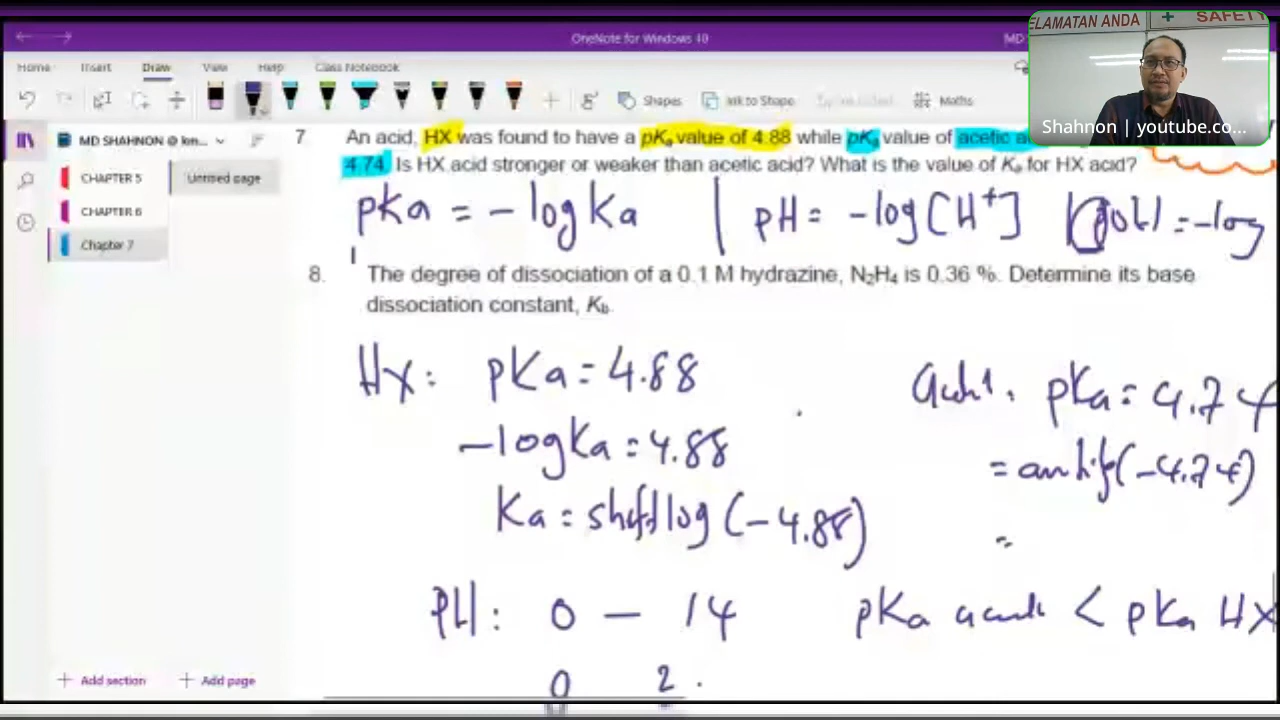 ELAMATAN ANDA + SAFETY
OneNote for Windows 10
MD
Shahnon | youtube.co...
Home Insert Draw View Help Class Notebook
Shapes Ink to Shape Maths
MD SHAHNON @ km...
CHAPTER 5
CHAPTER 6
Chapter 7
Untitled page
7 An acid, HX was found to have a pKa value of 4.88 while pKa value of acetic
4.74. Is HX acid stronger or weaker than acetic acid? What is the value of Ka for HX acid?
pKa = - log Ka | pH = -log[H+] = -log
8. The degree of dissociation of a 0.1 M hydrazine, N2H4 is 0.36 %. Determine its base
dissociation constant, Kb.
HX: pKa = 4.88
-log Ka = 4.88
Ka = shift log (-4.88)
pKa = 4.74
= (-4.74)
=
pH: 0 - 14
pKa < pKa HX
0 2
+ Add section + Add page